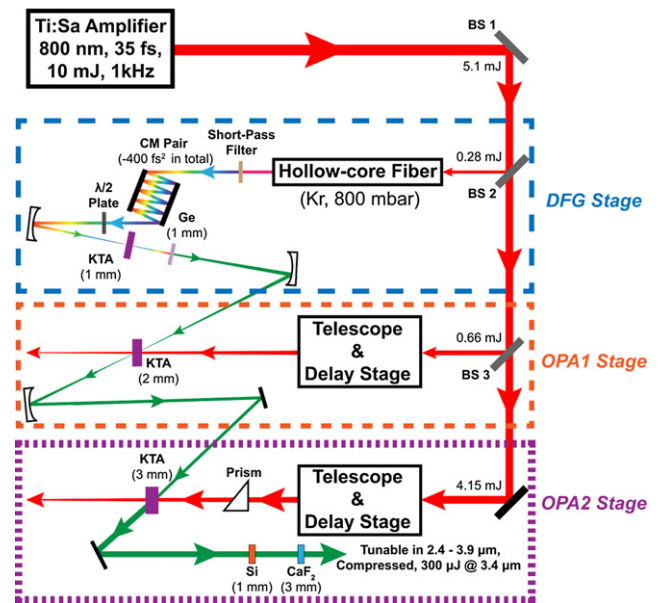 Ti:Sa Amplifier
800 nm, 35 fs,
10 mJ, 1kHz
BS 1
5.1 mJ
CM Pair
(-400 fs² in total)
Short-Pass
Filter
Hollow-core Fiber
(Kr, 800 mbar)
0.28 mJ
BS 2
DFG Stage
λ/2
Plate
Ge
(1 mm)
KTA
(1 mm)
Telescope
&
Delay Stage
0.66 mJ
BS 3
OPA1 Stage
KTA
(2 mm)
KTA
(3 mm)
Prism
Telescope
&
Delay Stage
4.15 mJ
OPA2 Stage
Si
(1 mm)
CaF₂
(3 mm)
Tunable in 2.4 - 3.9 μm,
Compressed, 300 μJ @ 3.4 μm